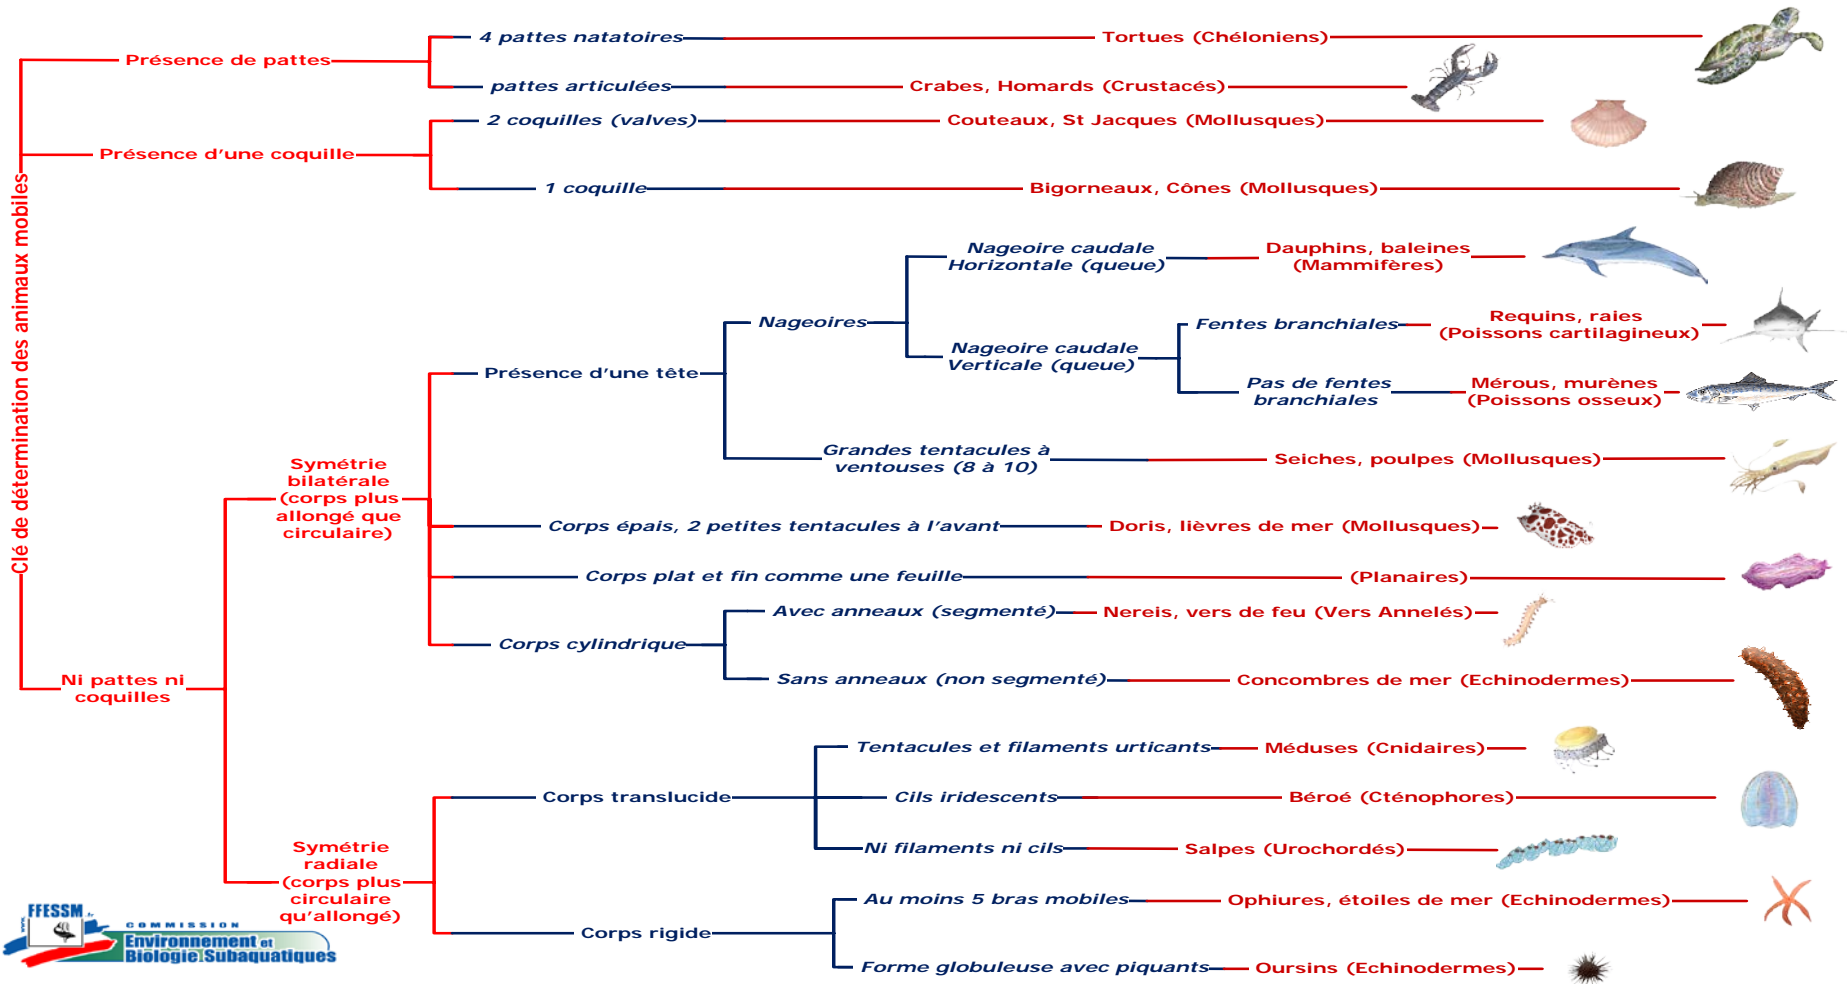 Clé de détermination des animaux mobiles
Présence de pattes
4 pattes natatoires
Tortues (Chéloniens)
pattes articulées
Crabes, Homards (Crustacés)
Présence d'une coquille
2 coquilles (valves)
Couteaux, St Jacques (Mollusques)
1 coquille
Bigorneaux, Cônes (Mollusques)
Ni pattes ni
coquilles
Symétrie
bilatérale
(corps plus
allongé que
circulaire)
Présence d'une tête
Nageoires
Nageoire caudale
Horizontale (queue)
Dauphins, baleines
(Mammifères)
Nageoire caudale
Verticale (queue)
Fentes branchiales
Requins, raies
(Poissons cartilagineux)
Pas de fentes
branchiales
Mérous, murènes
(Poissons osseux)
Grandes tentacules à
ventouses (8 à 10)
Seiches, poulpes (Mollusques)
Corps épais, 2 petites tentacules à l'avant
Doris, lièvres de mer (Mollusques)
Corps plat et fin comme une feuille
(Planaires)
Corps cylindrique
Avec anneaux (segmenté)
Nereis, vers de feu (Vers Annelés)
Sans anneaux (non segmenté)
Concombres de mer (Echinodermes)
Symétrie
radiale
(corps plus
circulaire
qu'allongé)
Corps translucide
Tentacules et filaments urticants
Méduses (Cnidaires)
Cils iridescents
Béroé (Cténophores)
Ni filaments ni cils
Salpes (Urochordés)
Corps rigide
Au moins 5 bras mobiles
Ophiures, étoiles de mer (Echinodermes)
Forme globuleuse avec piquants
Oursins (Echinodermes)
www.
FFESSM
.fr
COMMISSION
Environnement et
Biologie Subaquatiques